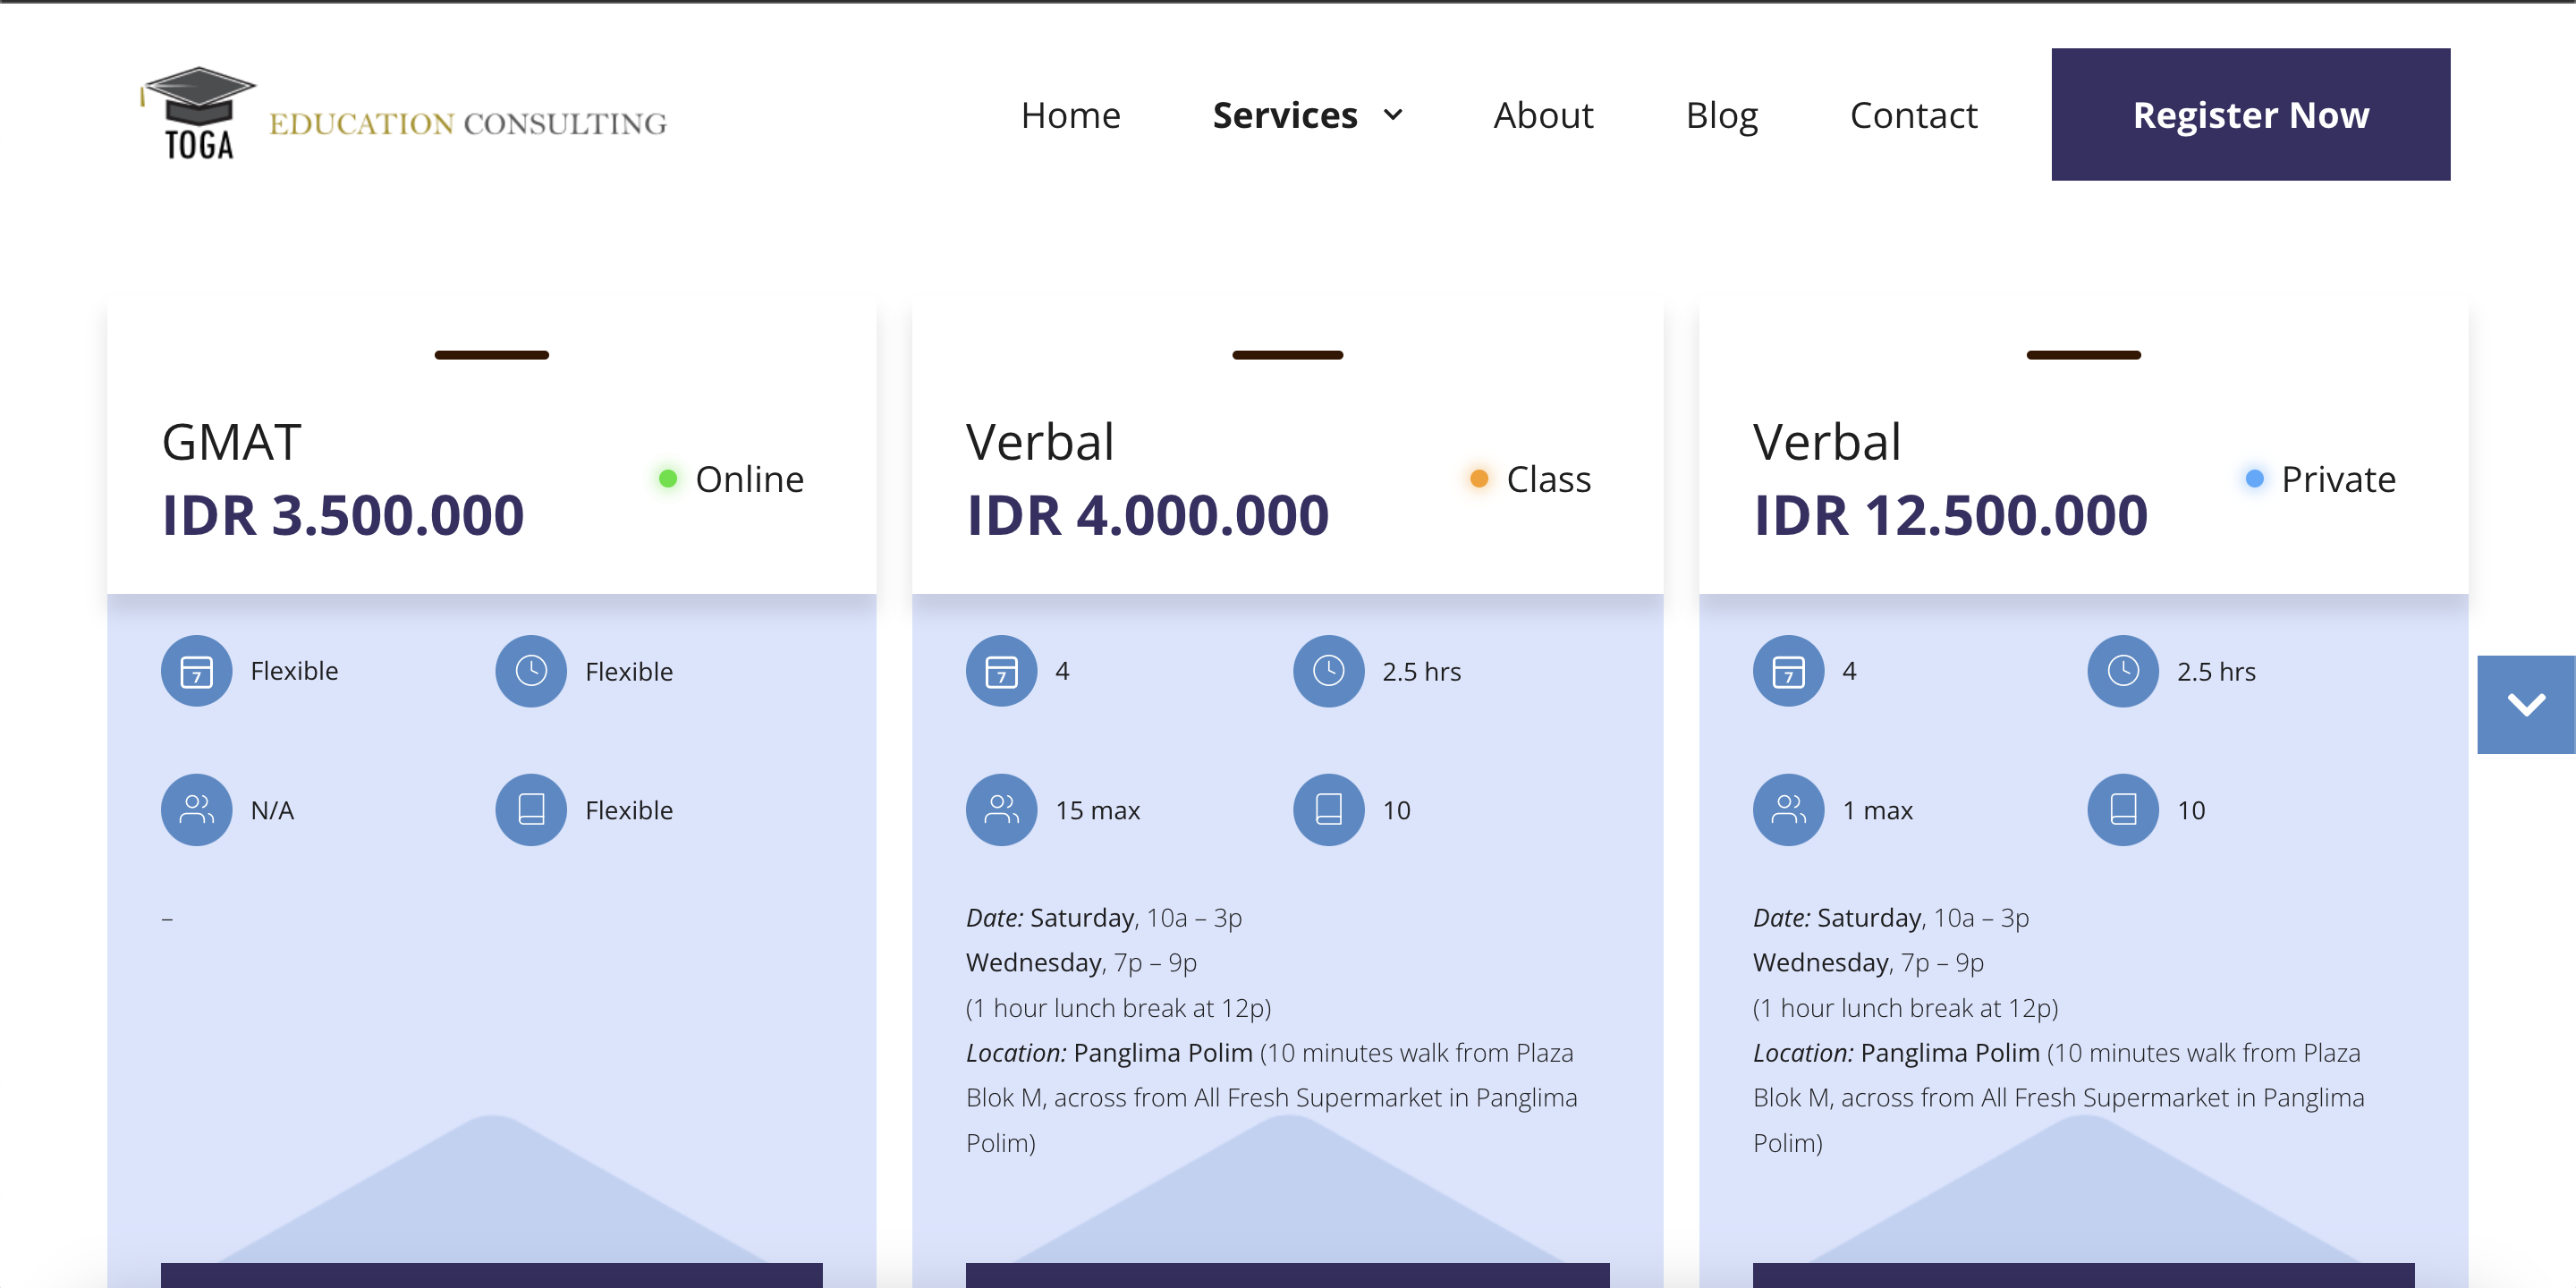 TOGA EDUCATION CONSULTING
Home Services About Blog Contact Register Now
GMAT
IDR 3.500.000
Online
7 Flexible
Flexible
N/A
Flexible
–
Verbal
IDR 4.000.000
Class
7 4
2.5 hrs
15 max
10
Date: Saturday, 10a – 3p
Wednesday, 7p – 9p
(1 hour lunch break at 12p)
Location: Panglima Polim (10 minutes walk from Plaza
Blok M, across from All Fresh Supermarket in Panglima
Polim)
Verbal
IDR 12.500.000
Private
7 4
2.5 hrs
1 max
10
Date: Saturday, 10a – 3p
Wednesday, 7p – 9p
(1 hour lunch break at 12p)
Location: Panglima Polim (10 minutes walk from Plaza
Blok M, across from All Fresh Supermarket in Panglima
Polim)